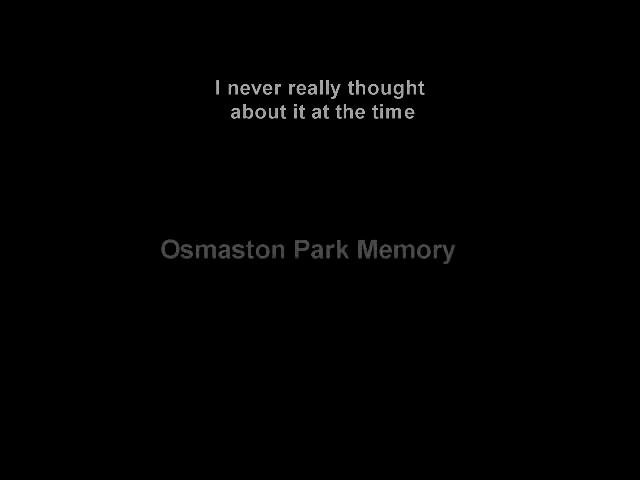 I never really thought
about it at the time
Osmaston Park Memory